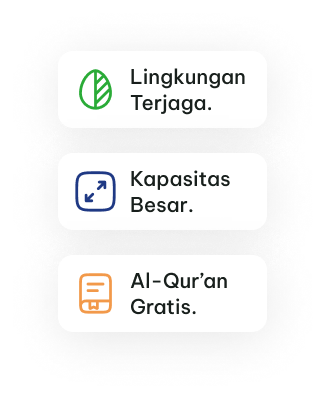 Lingkungan
Terjaga.
Kapasitas
Besar.
Al-Qur’an
Gratis.